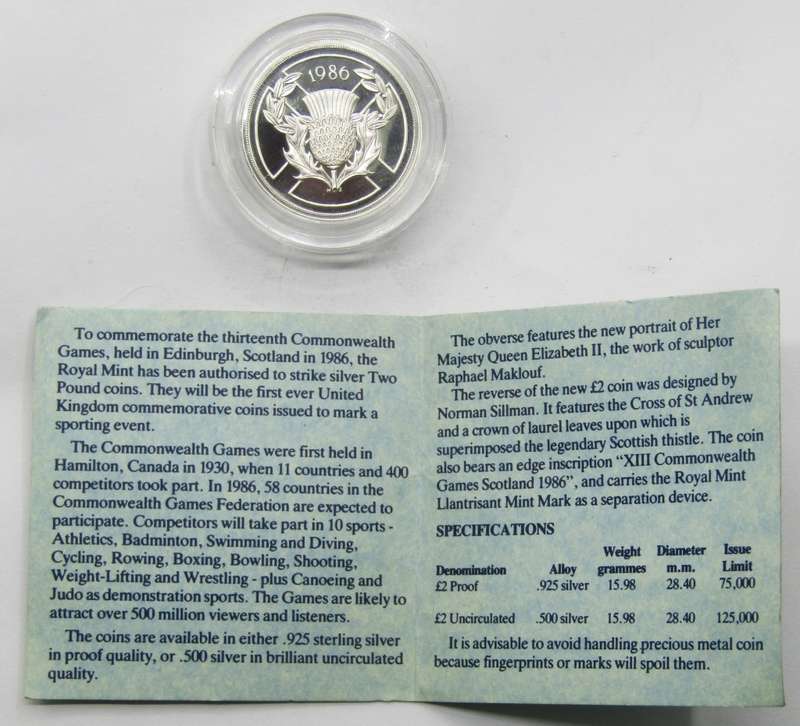 1986
To commemorate the thirteenth Commonwealth
Games, held in Edinburgh, Scotland in 1986, the
Royal Mint has been authorised to strike silver Two
Pound coins. They will be the first ever United
Kingdom commemorative coins issued to mark a
sporting event.
The Commonwealth Games were first held in
Hamilton, Canada in 1930, when 11 countries and 400
competitors took part. In 1986, 58 countries in the
Commonwealth Games Federation are expected to
participate. Competitors will take part in 10 sports -
Athletics, Badminton, Swimming and Diving,
Cycling, Rowing, Boxing, Bowling, Shooting,
Weight-Lifting and Wrestling - plus Canoeing and
Judo as demonstration sports. The Games are likely to
attract over 500 million viewers and listeners.
The coins are available in either .925 sterling silver
in proof quality, or .500 silver in brilliant uncirculated
quality.
The obverse features the new portrait of Her
Majesty Queen Elizabeth II, the work of sculptor
Raphael Maklouf.
The reverse of the new £2 coin was designed by
Norman Sillman. It features the Cross of St Andrew
and a crown of laurel leaves upon which is
superimposed the legendary Scottish thistle. The coin
also bears an edge inscription "XIII Commonwealth
Games Scotland 1986", and carries the Royal Mint
Llantrisant Mint Mark as a separation device.
SPECIFICATIONS
Weight Diameter Issue
Denomination Alloy grammes m.m. Limit
£2 Proof .925 silver 15.98 28.40 75,000
£2 Uncirculated .500 silver 15.98 28.40 125,000
It is advisable to avoid handling precious metal coin
because fingerprints or marks will spoil them.